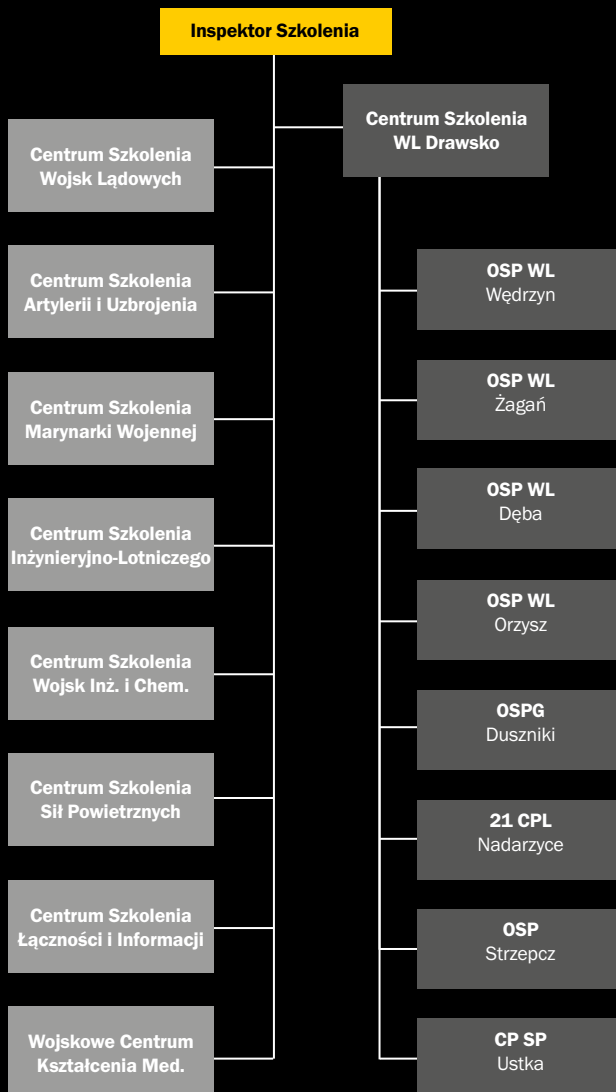 Inspektor Szkolenia
Centrum Szkolenia
Wojsk Lądowych
Centrum Szkolenia
Artylerii i Uzbrojenia
Centrum Szkolenia
Marynarki Wojennej
Centrum Szkolenia
Inżynieryjno-Lotniczego
Centrum Szkolenia
Wojsk Inż. i Chem.
Centrum Szkolenia
Sił Powietrznych
Centrum Szkolenia
Łączności i Informacji
Wojskowe Centrum
Kształcenia Med.
Centrum Szkolenia
WL Drawsko
OSP WL
Wędrzyn
OSP WL
Żagań
OSP WL
Dęba
OSP WL
Orzysz
OSPG
Duszniki
21 CPL
Nadarzyce
OSP
Strzepcz
CP SP
Ustka